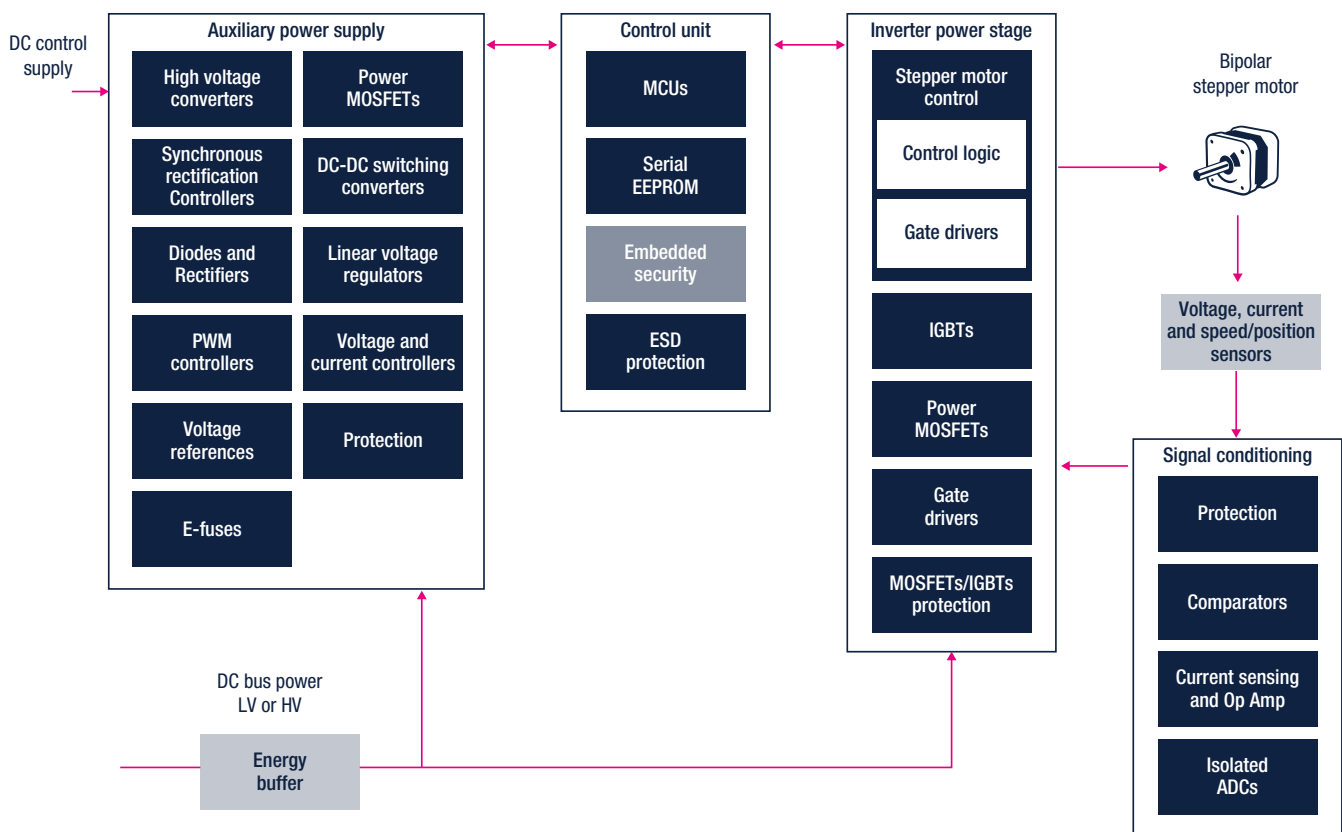 DC control
supply
Auxiliary power supply
High voltage
converters
Power
MOSFETs
Synchronous
rectification
Controllers
DC-DC switching
converters
Diodes and
Rectifiers
Linear voltage
regulators
PWM
controllers
Voltage and
current controllers
Voltage
references
Protection
E-fuses
Control unit
MCUs
Serial
EEPROM
Embedded
security
ESD
protection
Inverter power stage
Stepper motor
control
Control logic
Gate drivers
IGBTs
Power
MOSFETs
Gate
drivers
MOSFETs/IGBTs
protection
Bipolar
stepper motor
Voltage, current
and speed/position
sensors
Signal conditioning
Protection
Comparators
Current sensing
and Op Amp
Isolated
ADCs
DC bus power
LV or HV
Energy
buffer